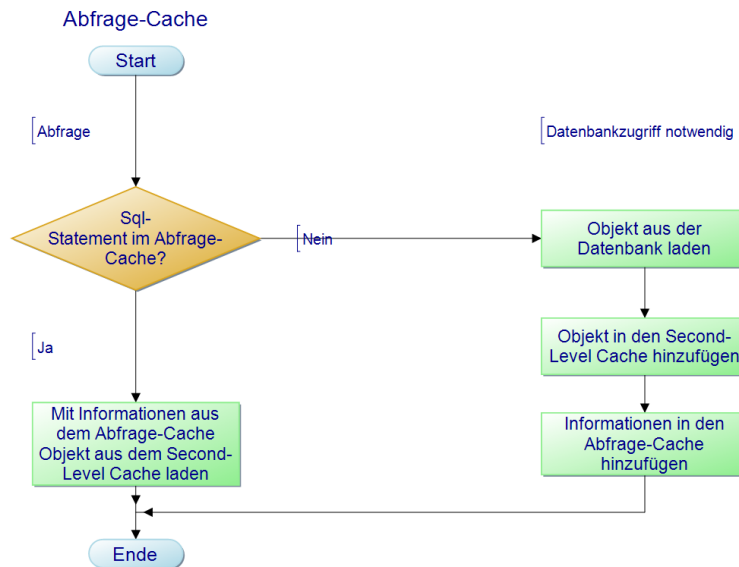 Abfrage-Cache
Start
Abfrage
Datenbankzugriff notwendig
Sql-
Statement im Abfrage-
Cache?
Nein
Objekt aus der
Datenbank laden
Objekt in den Second-
Level Cache hinzufügen
Ja
Mit Informationen aus
dem Abfrage-Cache
Objekt aus dem Second-
Level Cache laden
Informationen in den
Abfrage-Cache
hinzufügen
Ende